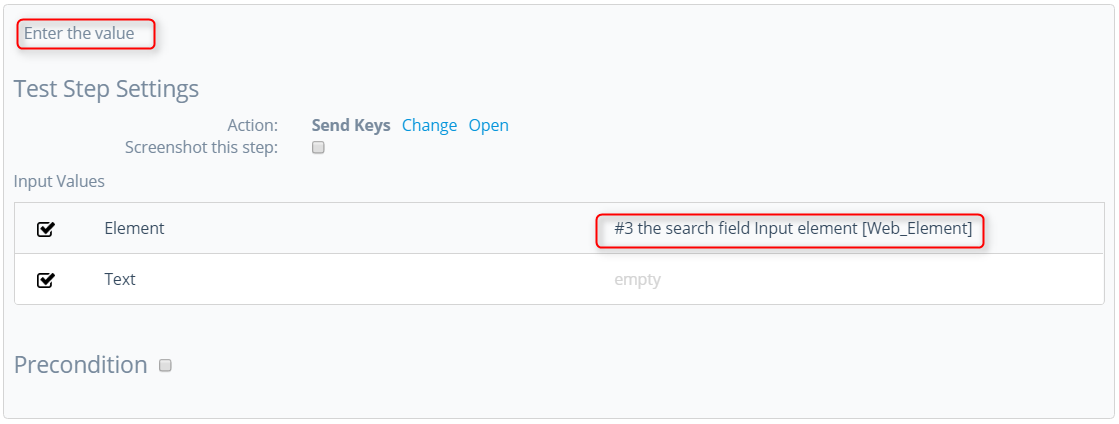 Enter the value
Test Step Settings
Action: Send Keys Change Open
Screenshot this step:
Input Values
Element #3 the search field Input element [Web_Element]
Text empty
Precondition